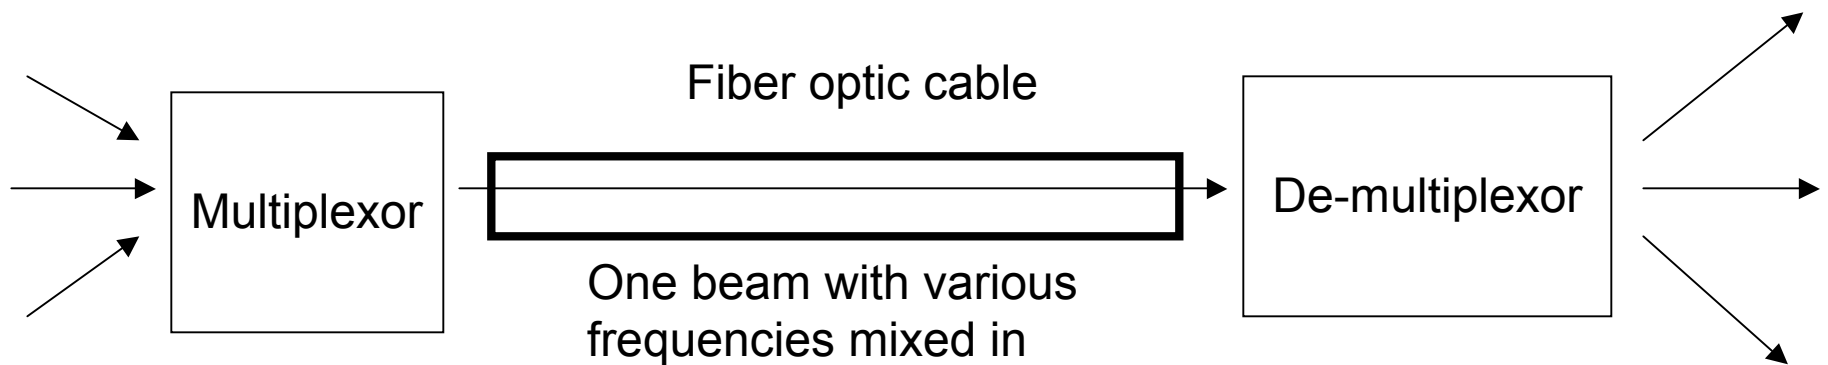 Fiber optic cable
Multiplexor
De-multiplexor
One beam with various
frequencies mixed in